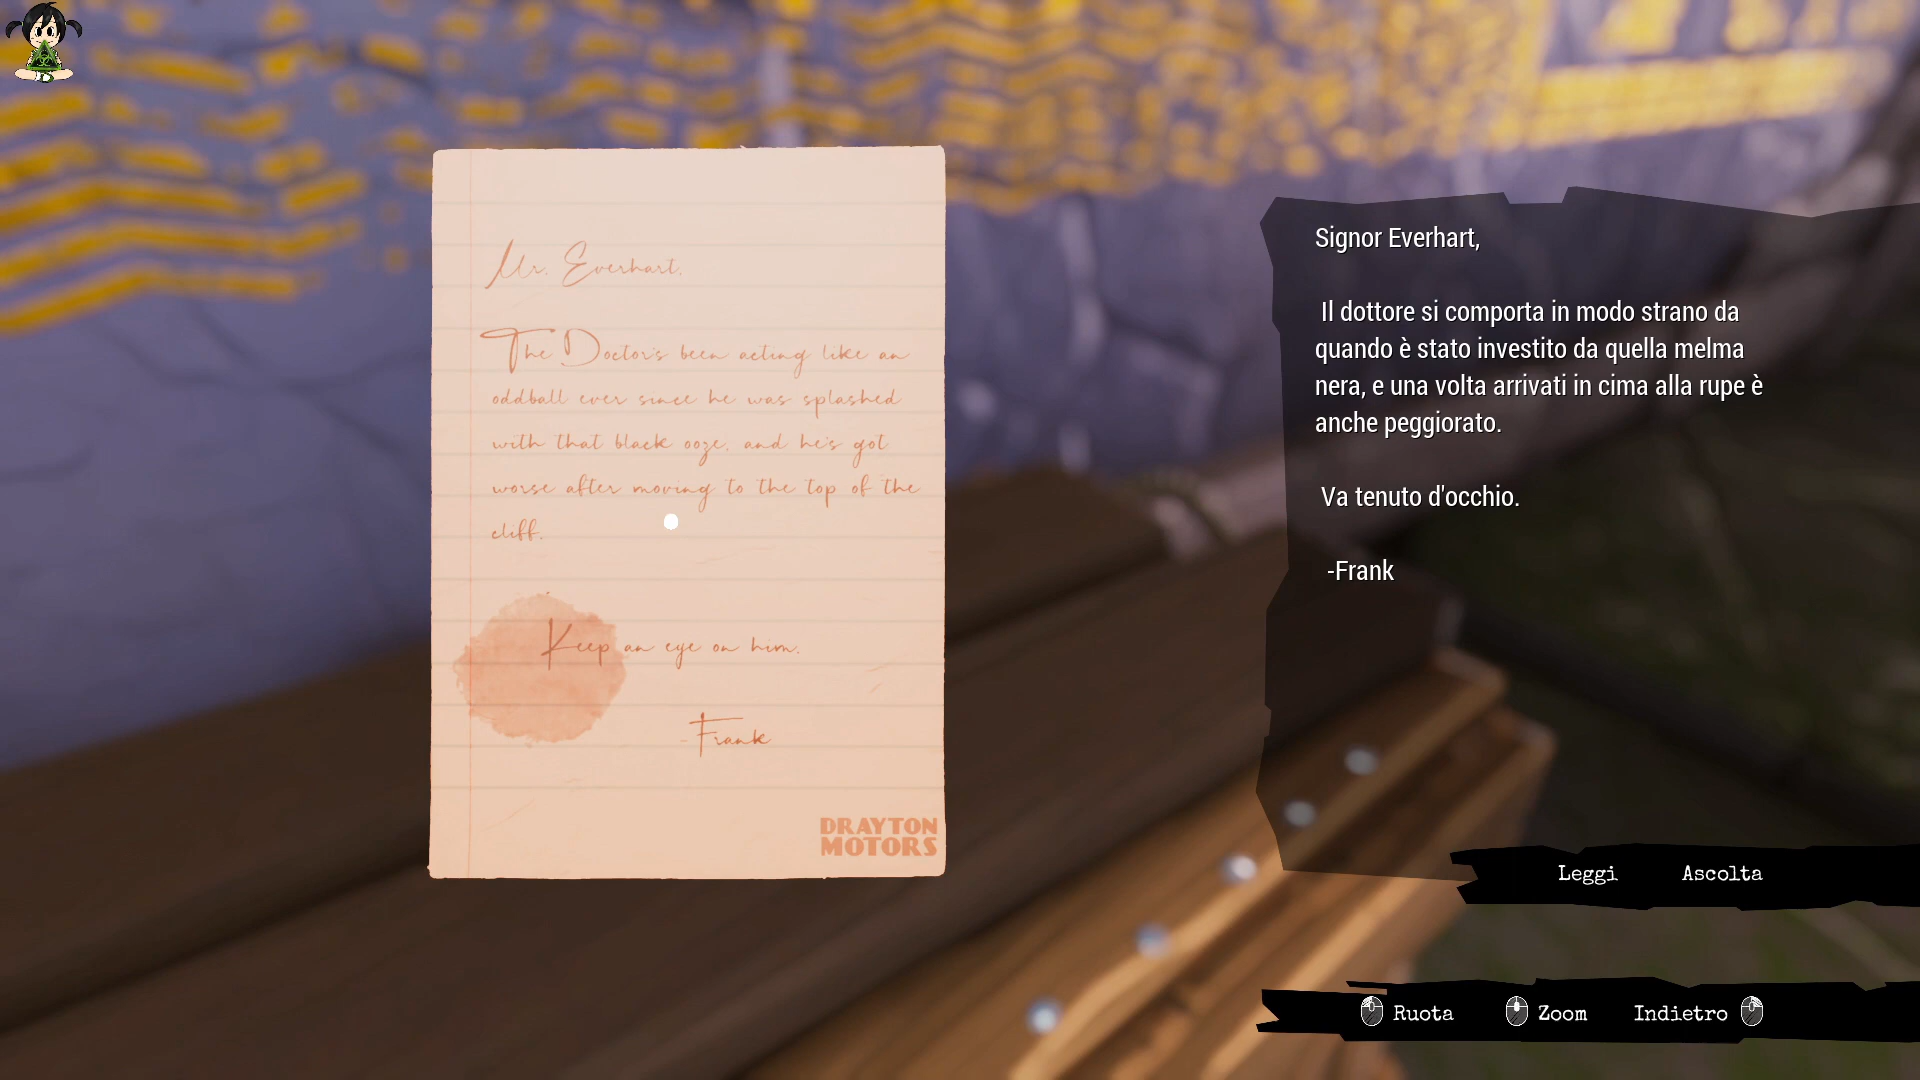 Mr. Everhart,
The Doctor's been acting like an
oddball ever since he was splashed
with that black ooze, and he's got
worse after moving to the top of the
cliff.
Keep an eye on him.
-Frank
DRAYTON
MOTORS
Signor Everhart,
Il dottore si comporta in modo strano da
quando è stato investito da quella melma
nera, e una volta arrivati in cima alla rupe è
anche peggiorato.
Va tenuto d'occhio.
-Frank
Leggi Ascolta
Ruota Zoom Indietro